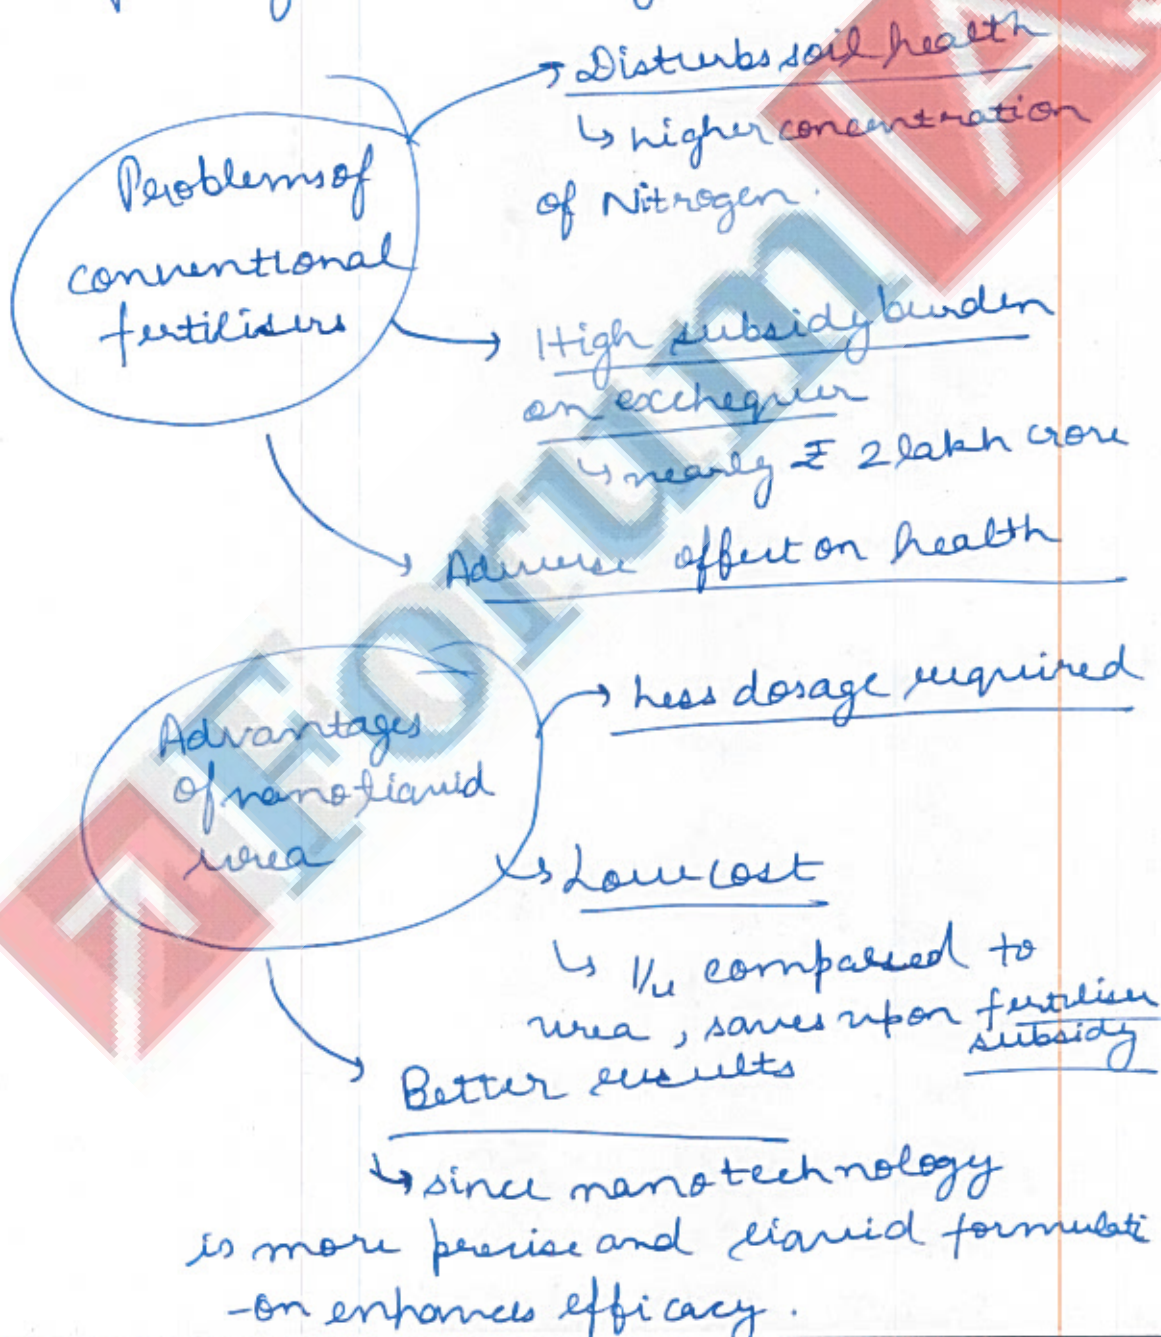 Disturbs soil health
↳ higher concentration
of Nitrogen.
Problems of
conventional
fertilisers
High subsidy burden
on exchequer
↳ nearly ₹ 2 lakh crore
Adverse effect on health
Less dosage required
Advantages
of nano liquid
urea
Low cost
↳ compared to
urea, saves upon fertiliser
subsidy
Better results
↳ since nanotechnology
is more precise and liquid formulati
-on enhances efficacy.
Forum IA